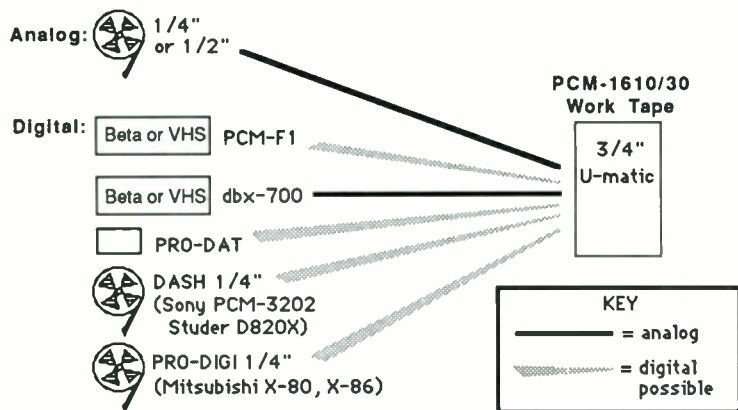 Analog:
1/4"
or 1/2"
Digital:
Beta or VHS
PCM-F1
Beta or VHS
dbx-700
PRO-DAT
DASH 1/4"
(Sony PCM-3202
Studer D820X)
PRO-DIGI 1/4"
(Mitsubishi X-80, X-86)
PCM-1610/30
Work Tape
3/4"
U-matic
KEY
= analog
= digital
possible